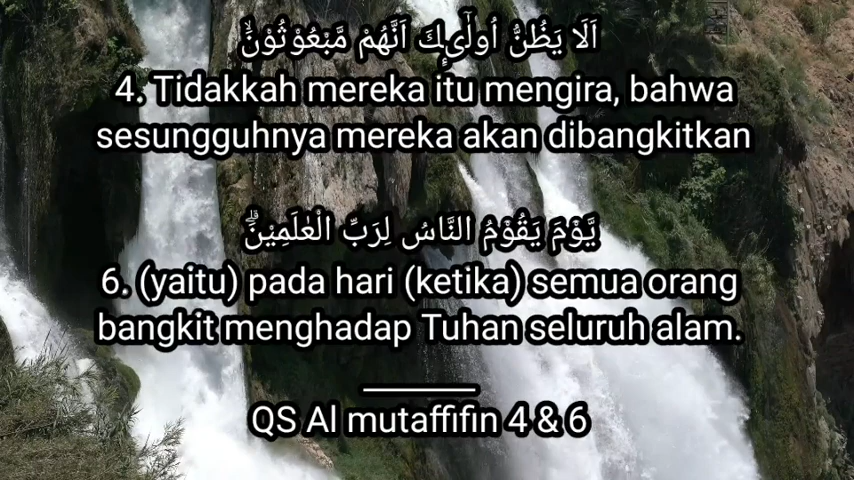 اَلَا يَظُنُّ اُولٰۤىِٕكَ اَنَّهُمْ مَّبْعُوْثُوْنَۙ
4. Tidakkah mereka itu mengira, bahwa
sesungguhnya mereka akan dibangkitkan
يَّوْمَ يَقُوْمُ النَّاسُ لِرَبِّ الْعٰلَمِيْنَۗ
6. (yaitu) pada hari (ketika) semua orang
bangkit menghadap Tuhan seluruh alam.
QS Al mutaffifin 4 & 6